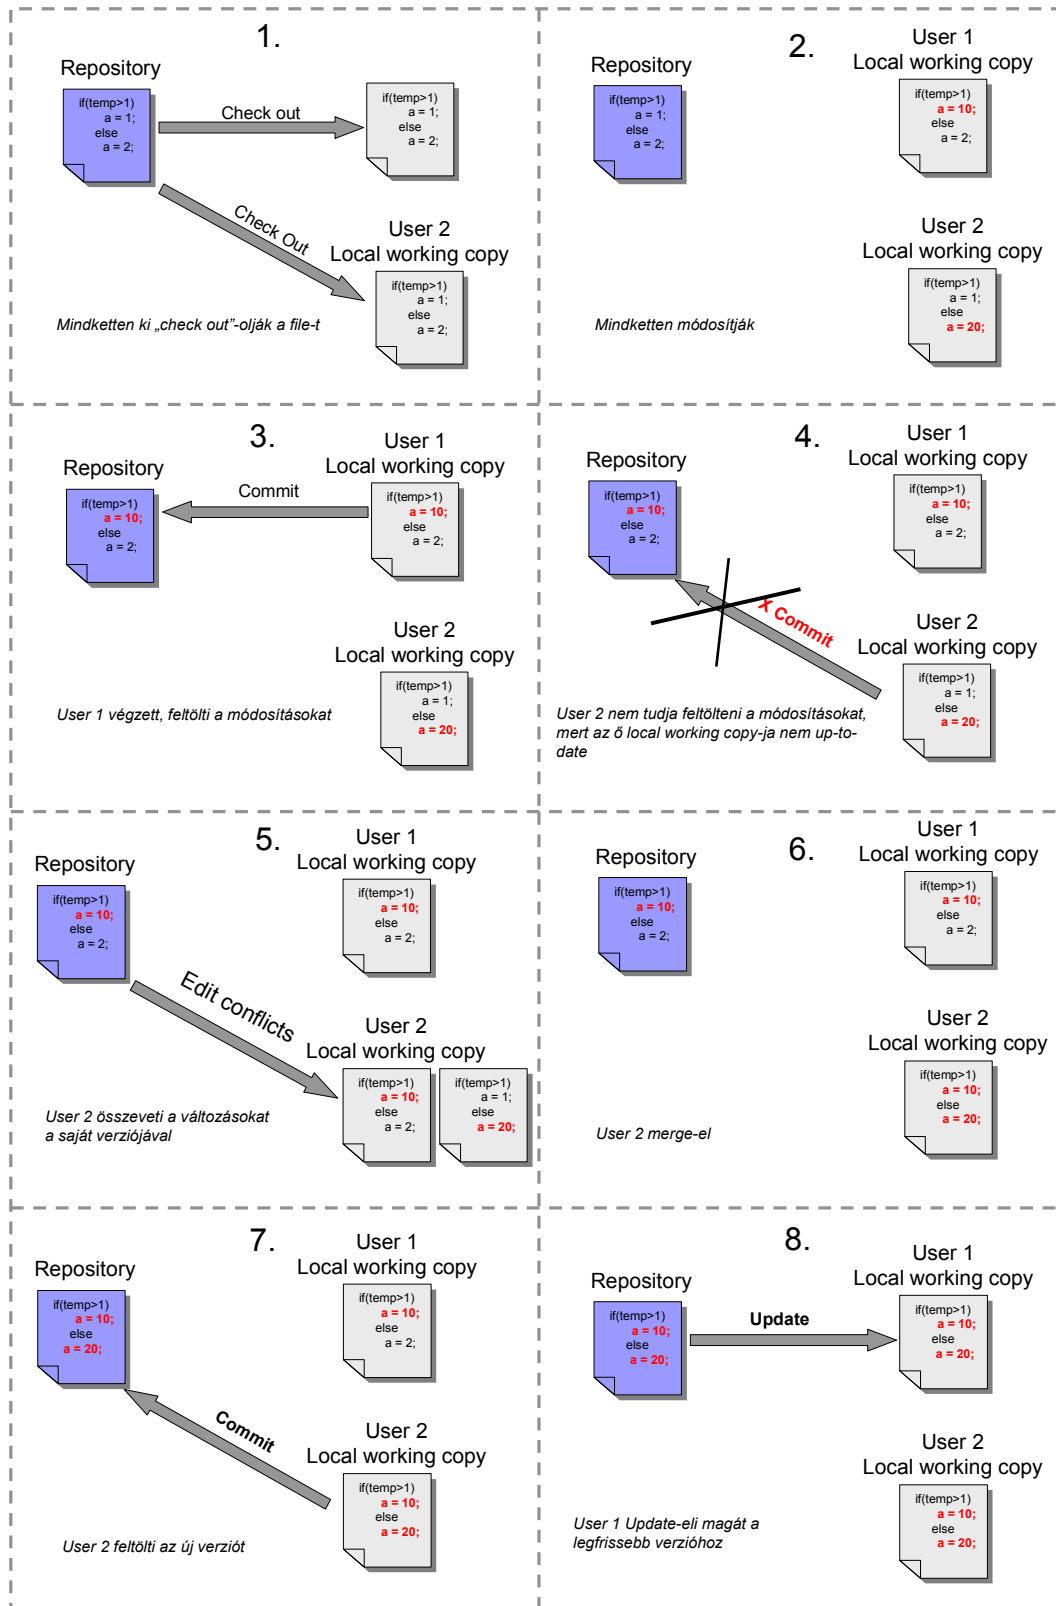 1.
Repository
if(temp>1)
a = 1;
else
a = 2;
Check out
if(temp>1)
a = 1;
else
a = 2;
Check Out
User 2
Local working copy
if(temp>1)
a = 1;
else
a = 2;
Mindketten ki „check out”-olják a file-t
2.
Repository
if(temp>1)
a = 1;
else
a = 2;
User 1
Local working copy
if(temp>1)
a = 10;
else
a = 2;
User 2
Local working copy
if(temp>1)
a = 1;
else
a = 20;
Mindketten módosítják
3.
Repository
if(temp>1)
a = 10;
else
a = 2;
Commit
User 1
Local working copy
if(temp>1)
a = 10;
else
a = 2;
User 2
Local working copy
if(temp>1)
a = 1;
else
a = 20;
User 1 végzett, feltölti a módosításokat
4.
Repository
if(temp>1)
a = 10;
else
a = 2;
User 1
Local working copy
if(temp>1)
a = 10;
else
a = 2;
X Commit
User 2
Local working copy
if(temp>1)
a = 1;
else
a = 20;
User 2 nem tudja feltölteni a módosításokat,
mert az ő local working copy-ja nem up-to-
date
5.
Repository
if(temp>1)
a = 10;
else
a = 2;
User 1
Local working copy
if(temp>1)
a = 10;
else
a = 2;
Edit conflicts
User 2
Local working copy
if(temp>1)
a = 10;
else
a = 2;
if(temp>1)
a = 1;
else
a = 20;
User 2 összeveti a változásokat
a saját verziójával
6.
Repository
if(temp>1)
a = 10;
else
a = 2;
User 1
Local working copy
if(temp>1)
a = 10;
else
a = 2;
User 2
Local working copy
if(temp>1)
a = 10;
else
a = 20;
User 2 merge-el
7.
Repository
if(temp>1)
a = 10;
else
a = 20;
User 1
Local working copy
if(temp>1)
a = 10;
else
a = 2;
Commit
User 2
Local working copy
if(temp>1)
a = 10;
else
a = 20;
User 2 feltölti az új verziót
8.
Repository
if(temp>1)
a = 10;
else
a = 20;
Update
User 1
Local working copy
if(temp>1)
a = 10;
else
a = 20;
User 2
Local working copy
if(temp>1)
a = 10;
else
a = 20;
User 1 Update-eli magát a
legfrissebb verzióhoz